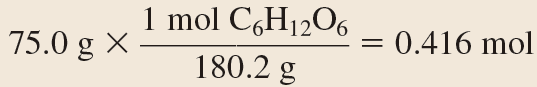 75.0 g × 1 mol C₆H₁₂O₆ / 180.2 g = 0.416 mol